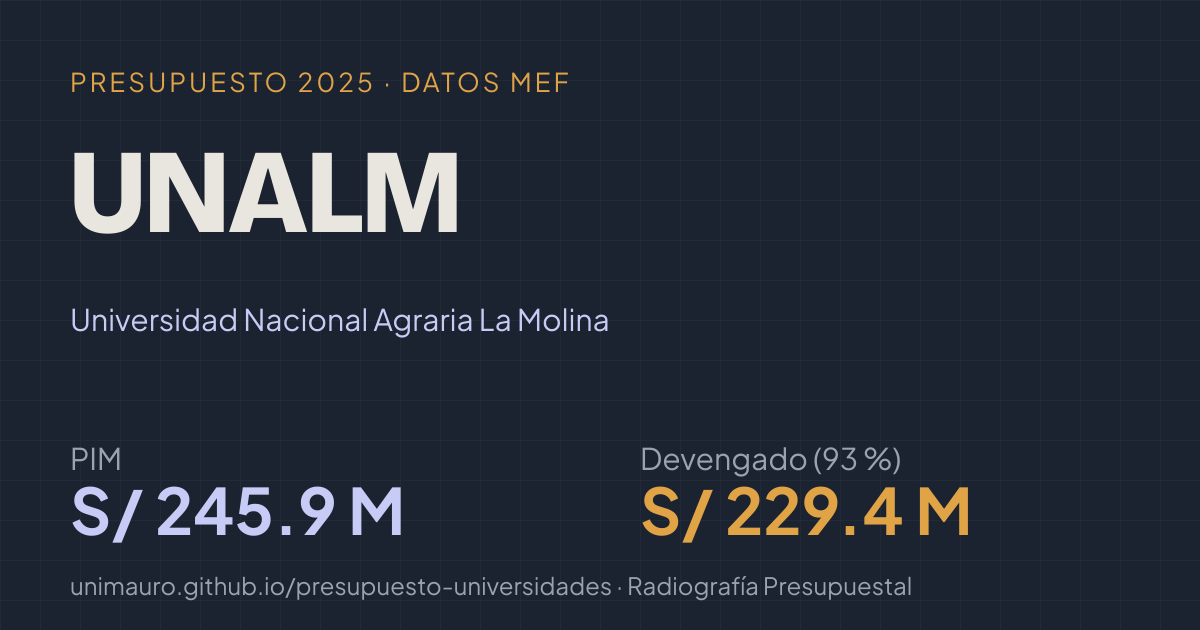 PRESUPUESTO 2025 · DATOS MEF
UNALM
Universidad Nacional Agraria La Molina
PIM
S/ 245.9 M
Devengado (93 %)
S/ 229.4 M
unimauro.github.io/presupuesto-universidades · Radiografía Presupuestal